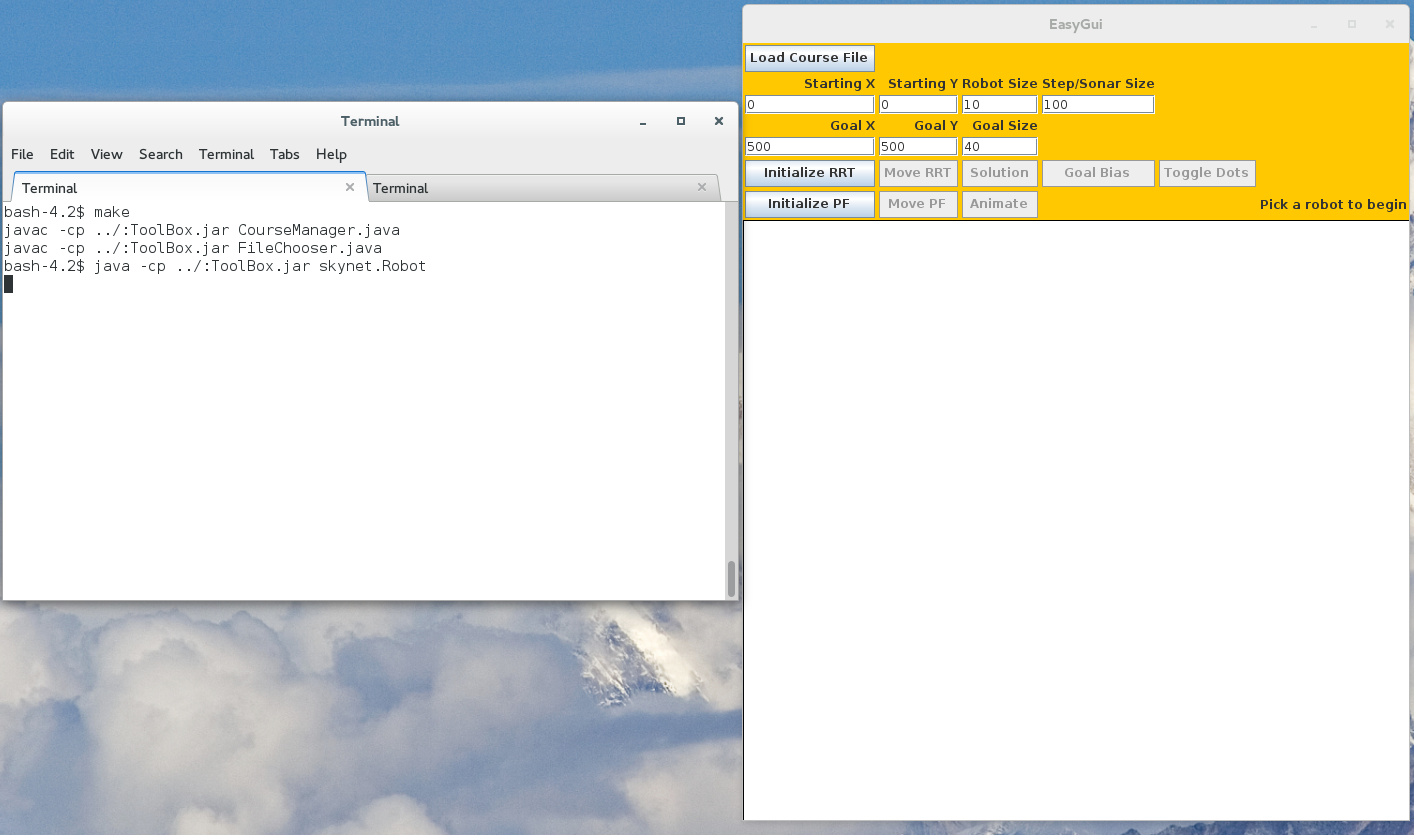 Terminal
File Edit View Search Terminal Tabs Help
Terminal Terminal
bash-4.2$ make
javac -cp ../:ToolBox.jar CourseManager.java
javac -cp ../:ToolBox.jar FileChooser.java
bash-4.2$ java -cp ../:ToolBox.jar skynet.Robot
EasyGui
Load Course File
Starting X Starting Y Robot Size Step/Sonar Size
0 0 10 100
Goal X Goal Y Goal Size
500 500 40
Initialize RRT Move RRT Solution Goal Bias Toggle Dots
Initialize PF Move PF Animate Pick a robot to begin